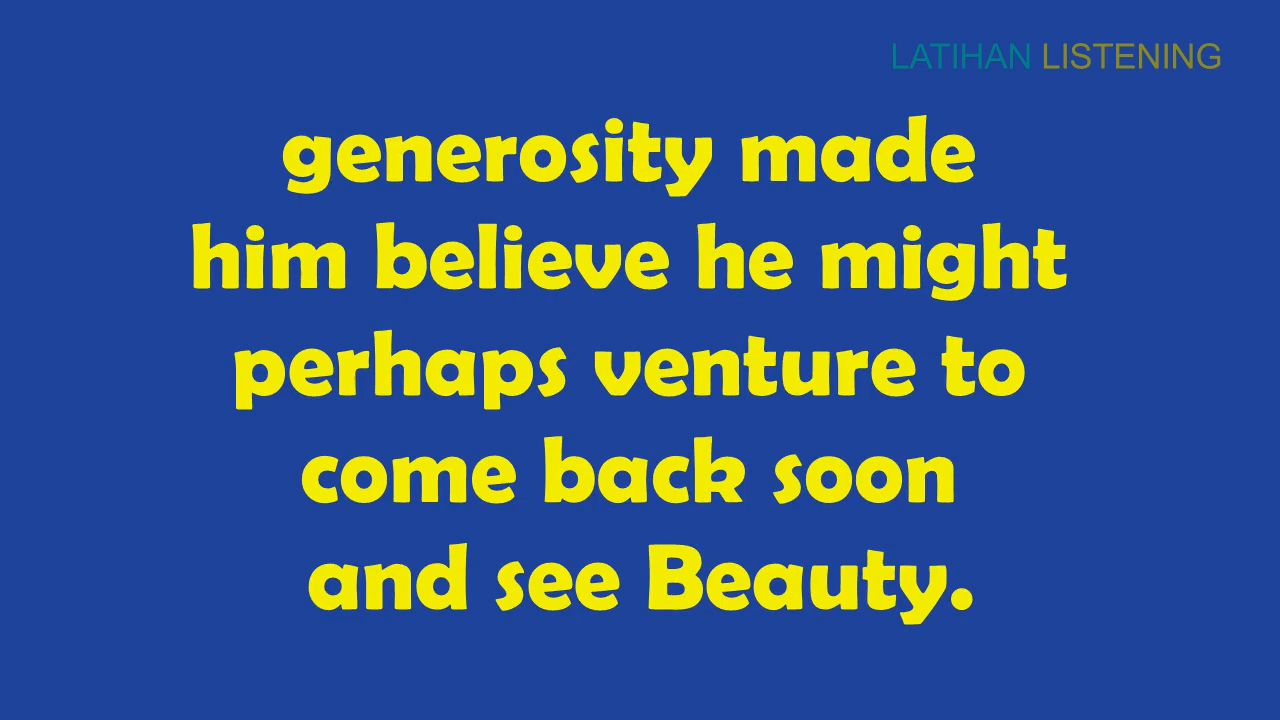 LATIHAN LISTENING
generosity made
him believe he might
perhaps venture to
come back soon
and see Beauty.